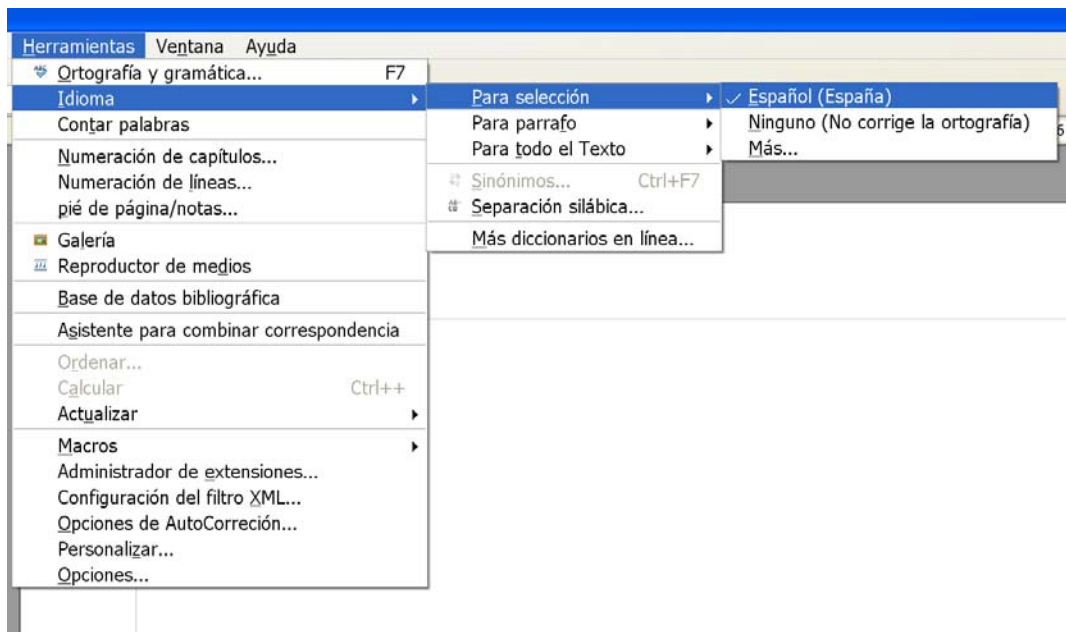 Herramientas Ventana Ayuda
Ortografía y gramática... F7
Idioma
Contar palabras
Numeración de capítulos...
Numeración de líneas...
pié de página/notas...
Galería
Reproductor de medios
Base de datos bibliográfica
Asistente para combinar correspondencia
Ordenar...
Calcular Ctrl++
Actualizar
Macros
Administrador de extensiones...
Configuración del filtro XML...
Opciones de AutoCorreción...
Personalizar...
Opciones...
Para selección
Para parrafo
Para todo el Texto
Sinónimos... Ctrl+F7
Separación silábica...
Más diccionarios en línea...
Español (España)
Ninguno (No corrige la ortografía)
Más...
6